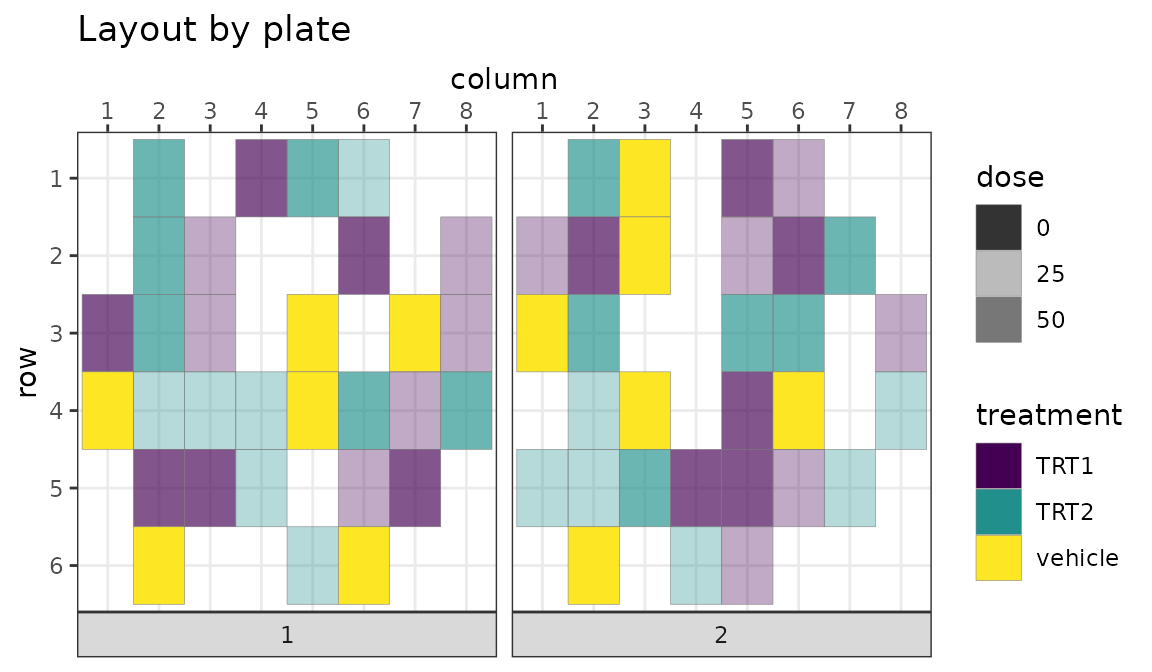 Layout by plate
column
1 2 3 4 5 6 7 8 1 2 3 4 5 6 7 8
row
1
2
3
4
5
6
1 2
dose
0
25
50
treatment
TRT1
TRT2
vehicle